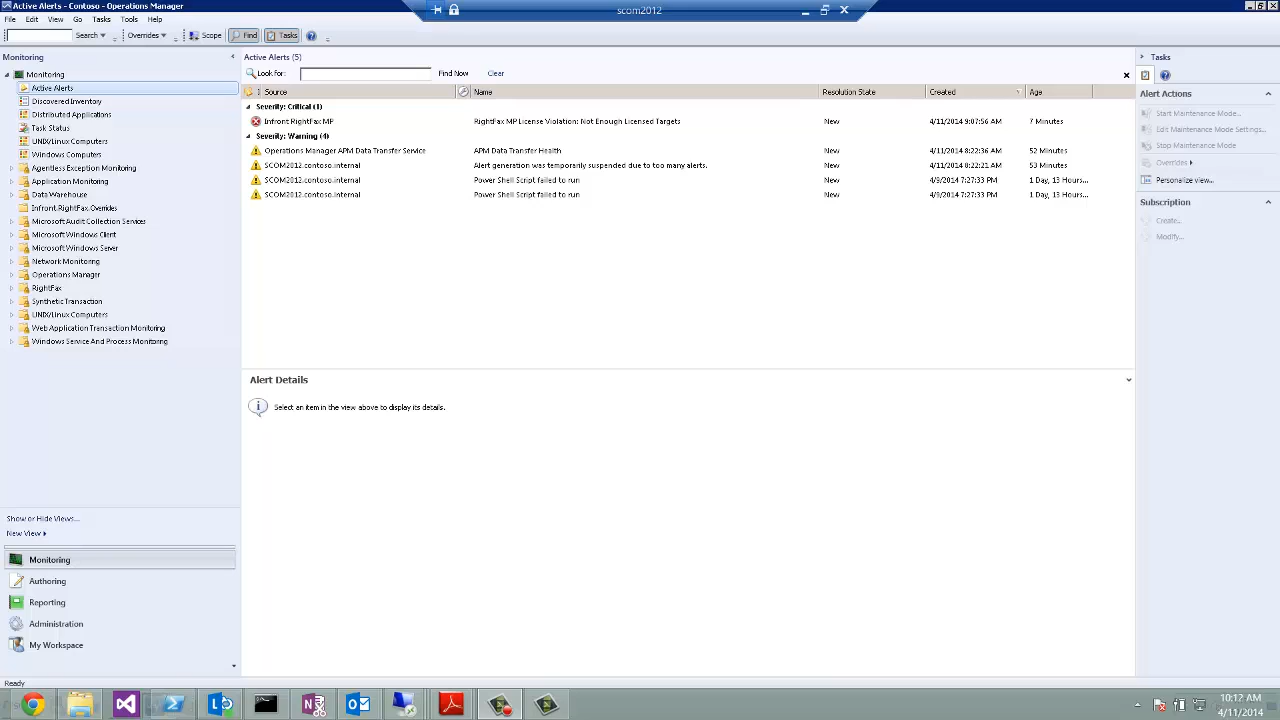 Active Alerts - Contoso - Operations Manager
scom2012
File Edit View Go Tasks Tools Help
Search Overrides Scope Find Tasks
Monitoring
Monitoring
Active Alerts
Discovered Inventory
Distributed Applications
Task Status
UNIX/Linux Computers
Windows Computers
Agentless Exception Monitoring
Application Monitoring
Data Warehouse
Infront.RightFax.Overrides
Microsoft Audit Collection Services
Microsoft Windows Client
Microsoft Windows Server
Network Monitoring
Operations Manager
RightFax
Synthetic Transaction
UNIX/Linux Computers
Web Application Transaction Monitoring
Windows Service And Process Monitoring
Show or Hide Views...
New View
Monitoring
Authoring
Reporting
Administration
My Workspace
Active Alerts (5)
Look for: Find Now Clear
Source Name Resolution State Created Age
Severity: Critical (1)
Infront RightFax MP RightFax MP License Violation: Not Enough Licensed Targets New 4/11/2014 9:07:56 AM 7 Minutes
Severity: Warning (4)
Operations Manager APM Data Transfer Service APM Data Transfer Health New 4/11/2014 8:22:36 AM 52 Minutes
SCOM2012.contoso.internal Alert generation was temporarily suspended due to too many alerts. New 4/11/2014 8:22:21 AM 53 Minutes
SCOM2012.contoso.internal Power Shell Script failed to run New 4/9/2014 7:27:33 PM 1 Day, 13 Hours...
SCOM2012.contoso.internal Power Shell Script failed to run New 4/9/2014 7:27:33 PM 1 Day, 13 Hours...
Alert Details
Select an item in the view above to display its details.
Tasks
Alert Actions
Start Maintenance Mode...
Edit Maintenance Mode Settings...
Stop Maintenance Mode
Overrides
Personalize view...
Subscription
Create...
Modify...
Ready
10:12 AM
4/11/2014